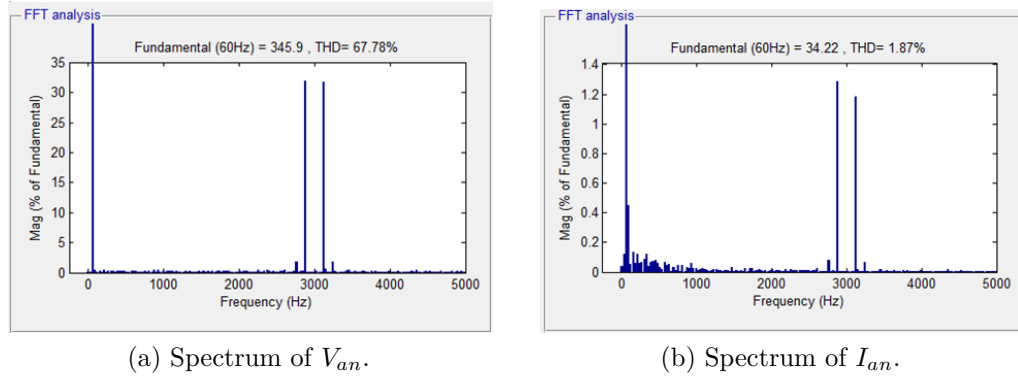 FFT analysis
Fundamental (60Hz) = 345.9 , THD= 67.78%
Mag (% of Fundamental)
35
30
25
20
15
10
5
0
0 1000 2000 3000 4000 5000
Frequency (Hz)
(a) Spectrum of Van.
FFT analysis
Fundamental (60Hz) = 34.22 , THD= 1.87%
Mag (% of Fundamental)
1.4
1.2
1
0.8
0.6
0.4
0.2
0
0 1000 2000 3000 4000 5000
Frequency (Hz)
(b) Spectrum of Ian.